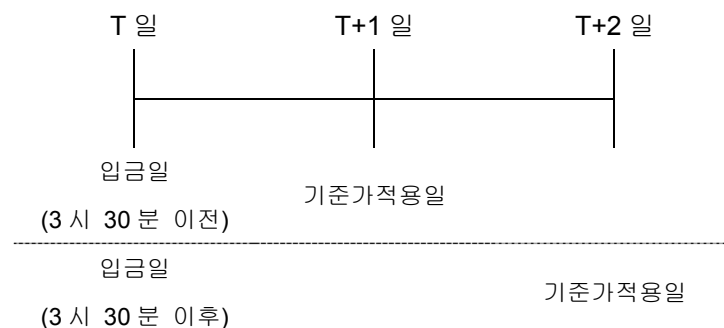 T 일 T+1 일 T+2 일
입금일
(3 시 30 분 이전)
기준가적용일
입금일
(3 시 30 분 이후)
기준가적용일